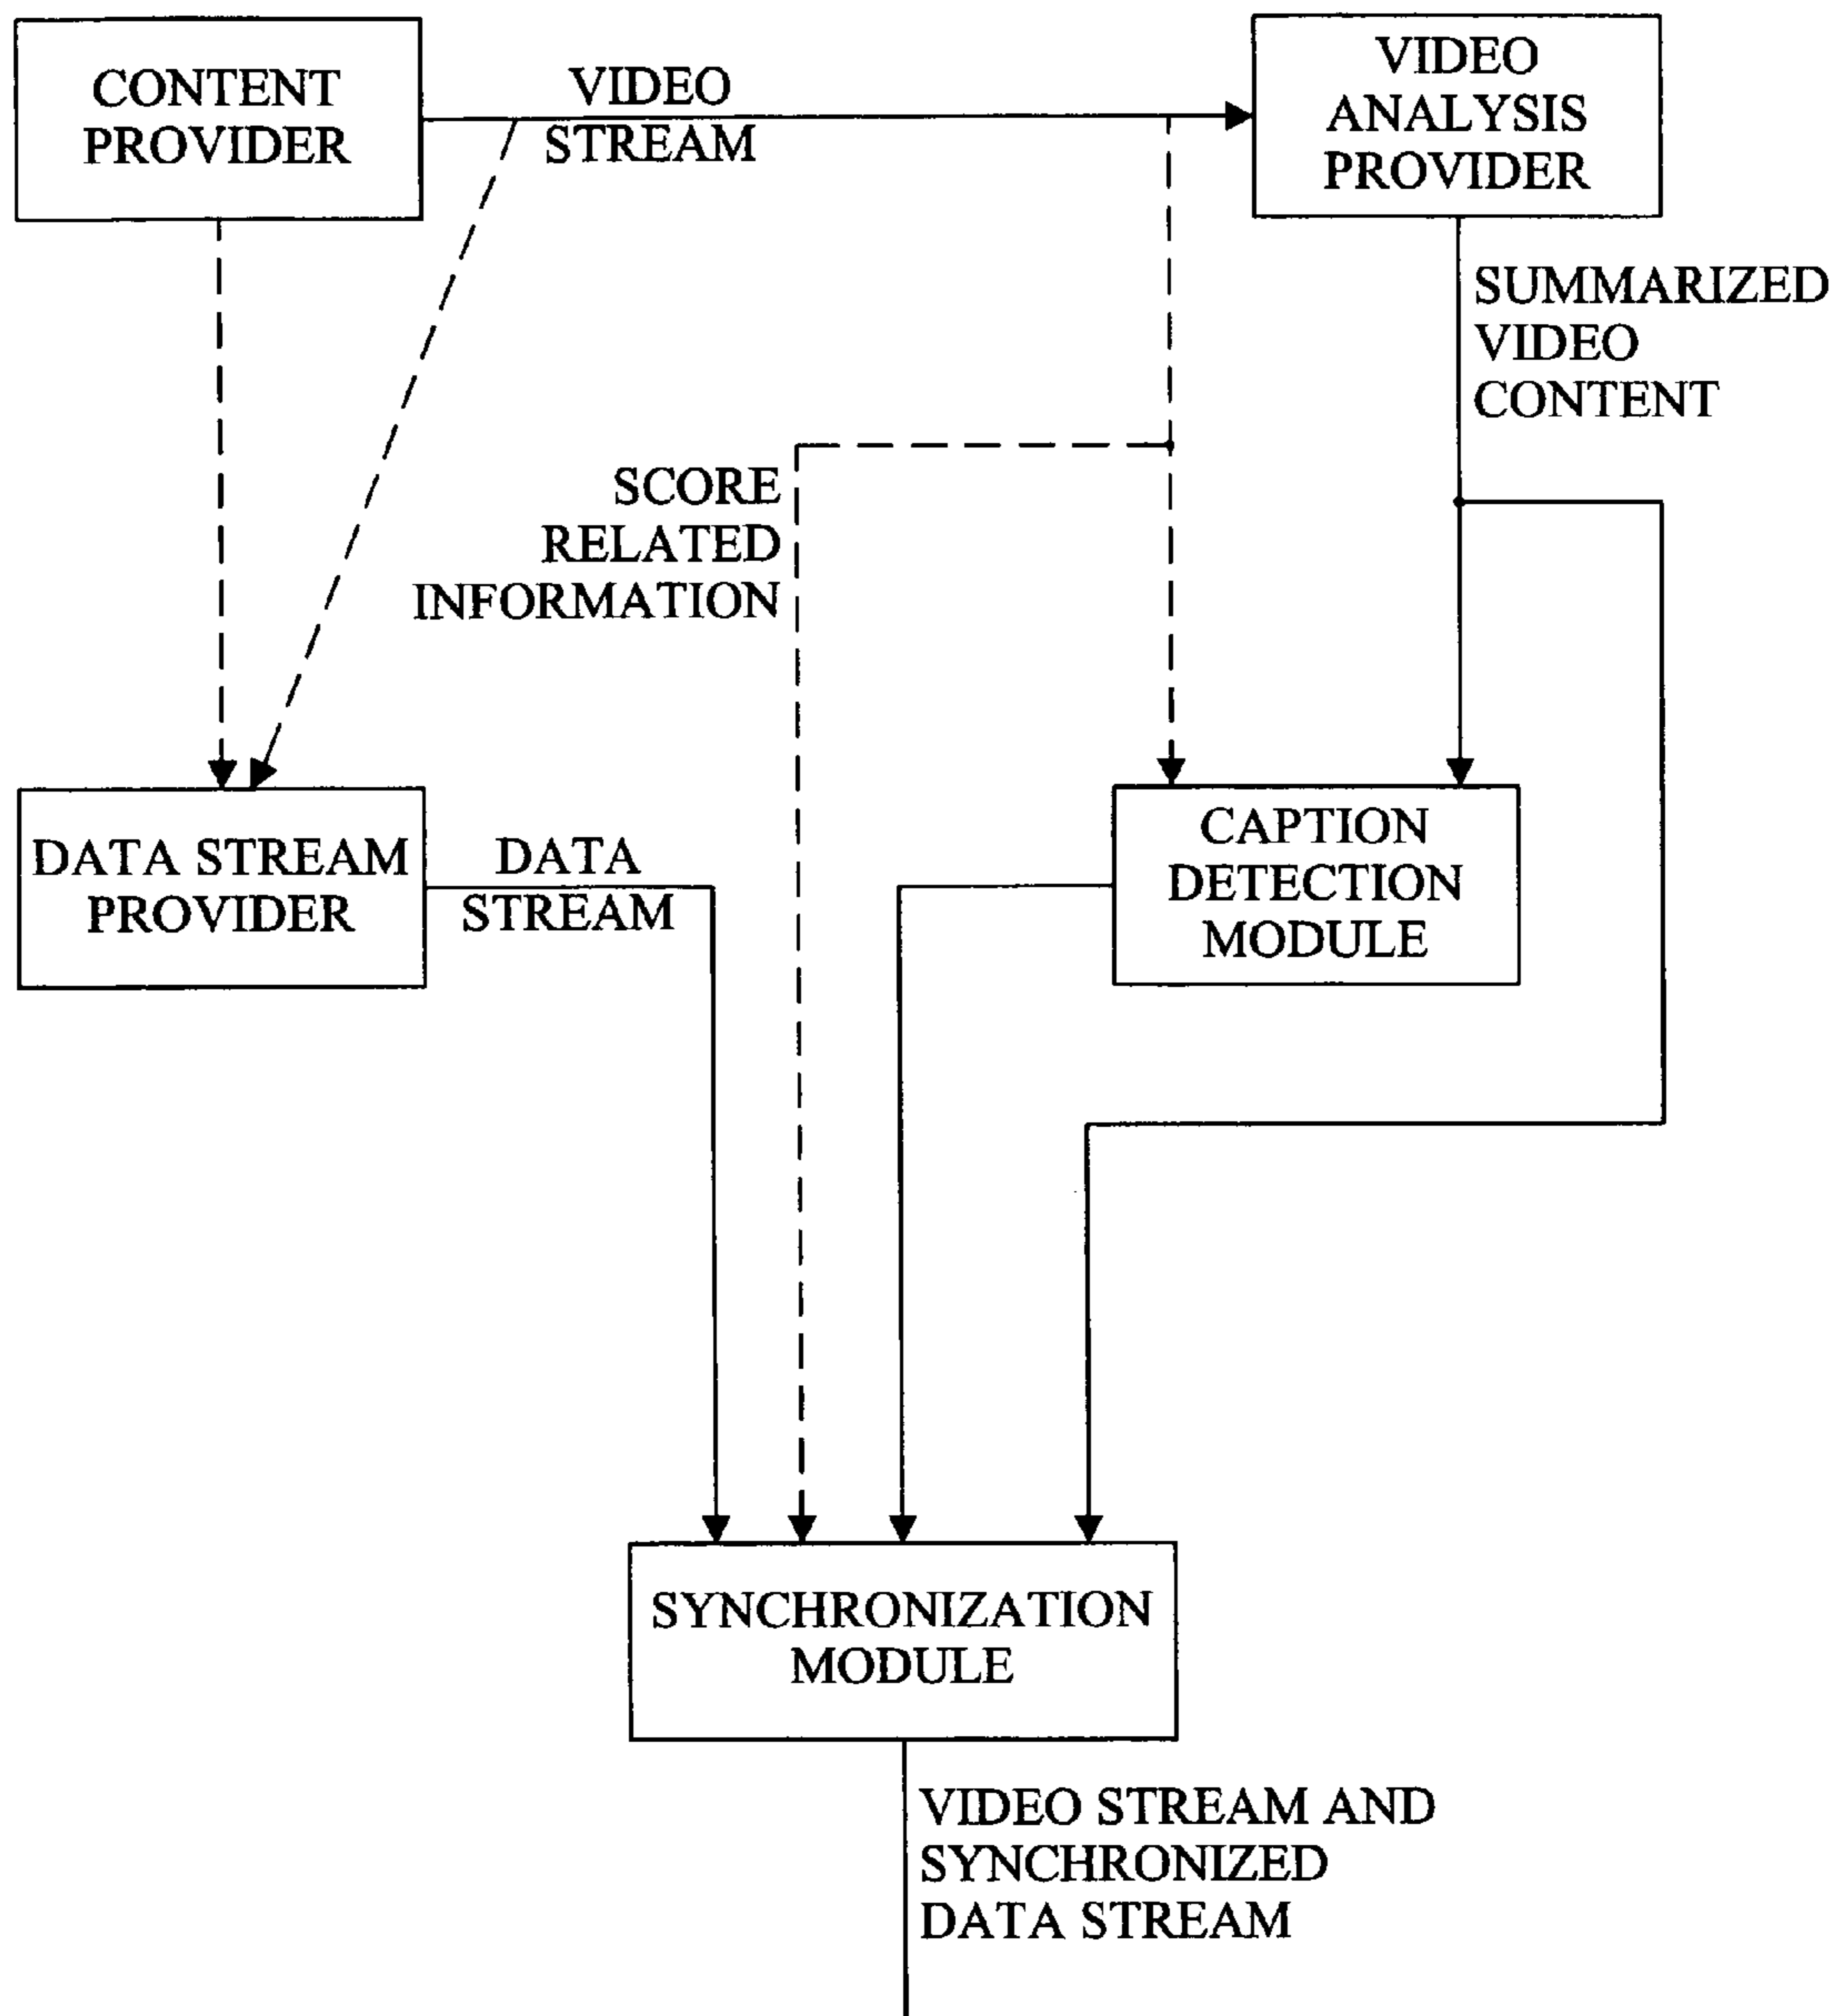 CONTENT
PROVIDER
VIDEO
STREAM
VIDEO
ANALYSIS
PROVIDER
SUMMARIZED
VIDEO
CONTENT
SCORE
RELATED
INFORMATION
DATA STREAM
PROVIDER
DATA
STREAM
CAPTION
DETECTION
MODULE
SYNCHRONIZATION
MODULE
VIDEO STREAM AND
SYNCHRONIZED
DATA STREAM